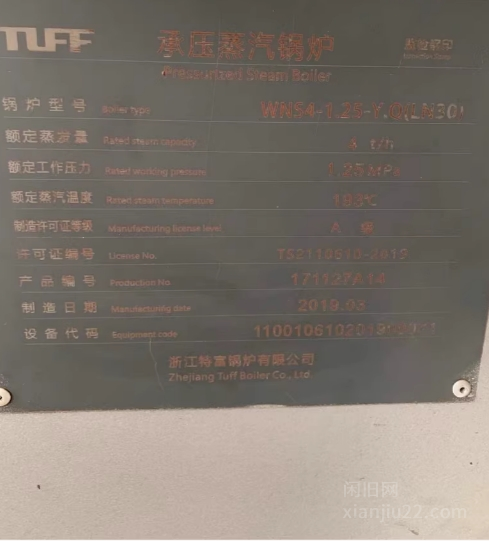 TUFF 承压蒸汽锅炉
Pressurized Steam Boiler
锅炉型号 Boiler type
额定蒸发量 Rated steam capacity 4 t/h
额定工作压力 Rated working pressure 1.25MPa
额定蒸汽温度 Rated steam temperature 193℃
制造许可证等级 Manufacturing license level A 级
许可证编号 License No.
产品编号 Production No. 171127A14
制造日期 Manufacturing date 2019.03
设备代码 Equipment code
浙江特富锅炉有限公司
Zhejiang Tuff Boiler Co., Ltd.
闲旧网
xianjiu22.com